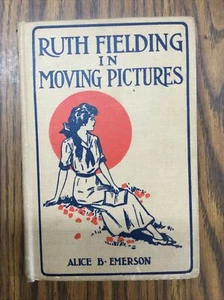 RUTH FIELDING
IN
MOVING PICTURES
ALICE B. EMERSON